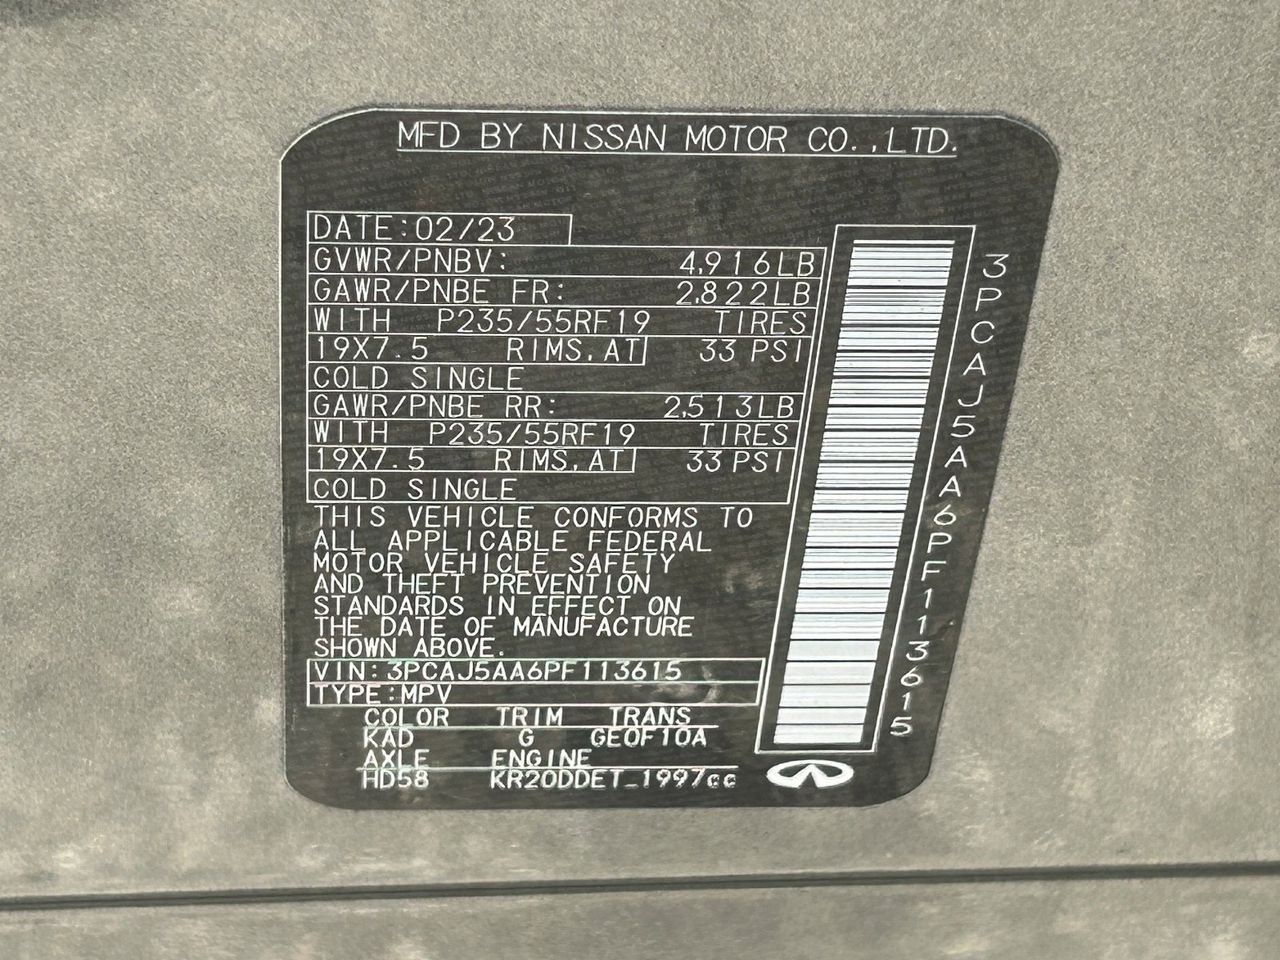 MFD BY NISSAN MOTOR CO.,LTD.
DATE:02/23
GVWR/PNBV: 4,916LB
GAWR/PNBE FR: 2,822LB
WITH P235/55RF19 TIRES
19X7.5 RIMS,AT 33 PSI
COLD SINGLE
GAWR/PNBE RR: 2,513LB
WITH P235/55RF19 TIRES
19X7.5 RIMS,AT 33 PSI
COLD SINGLE
THIS VEHICLE CONFORMS TO
ALL APPLICABLE FEDERAL
MOTOR VEHICLE SAFETY
AND THEFT PREVENTION
STANDARDS IN EFFECT ON
THE DATE OF MANUFACTURE
SHOWN ABOVE.
VIN:3PCAJ5AA6PF113615
TYPE:MPV
COLOR TRIM TRANS
KAD G GE0F10A
AXLE ENGINE
HD58 KR20DDET_1997cc
3PCAJ5AA6PF113615